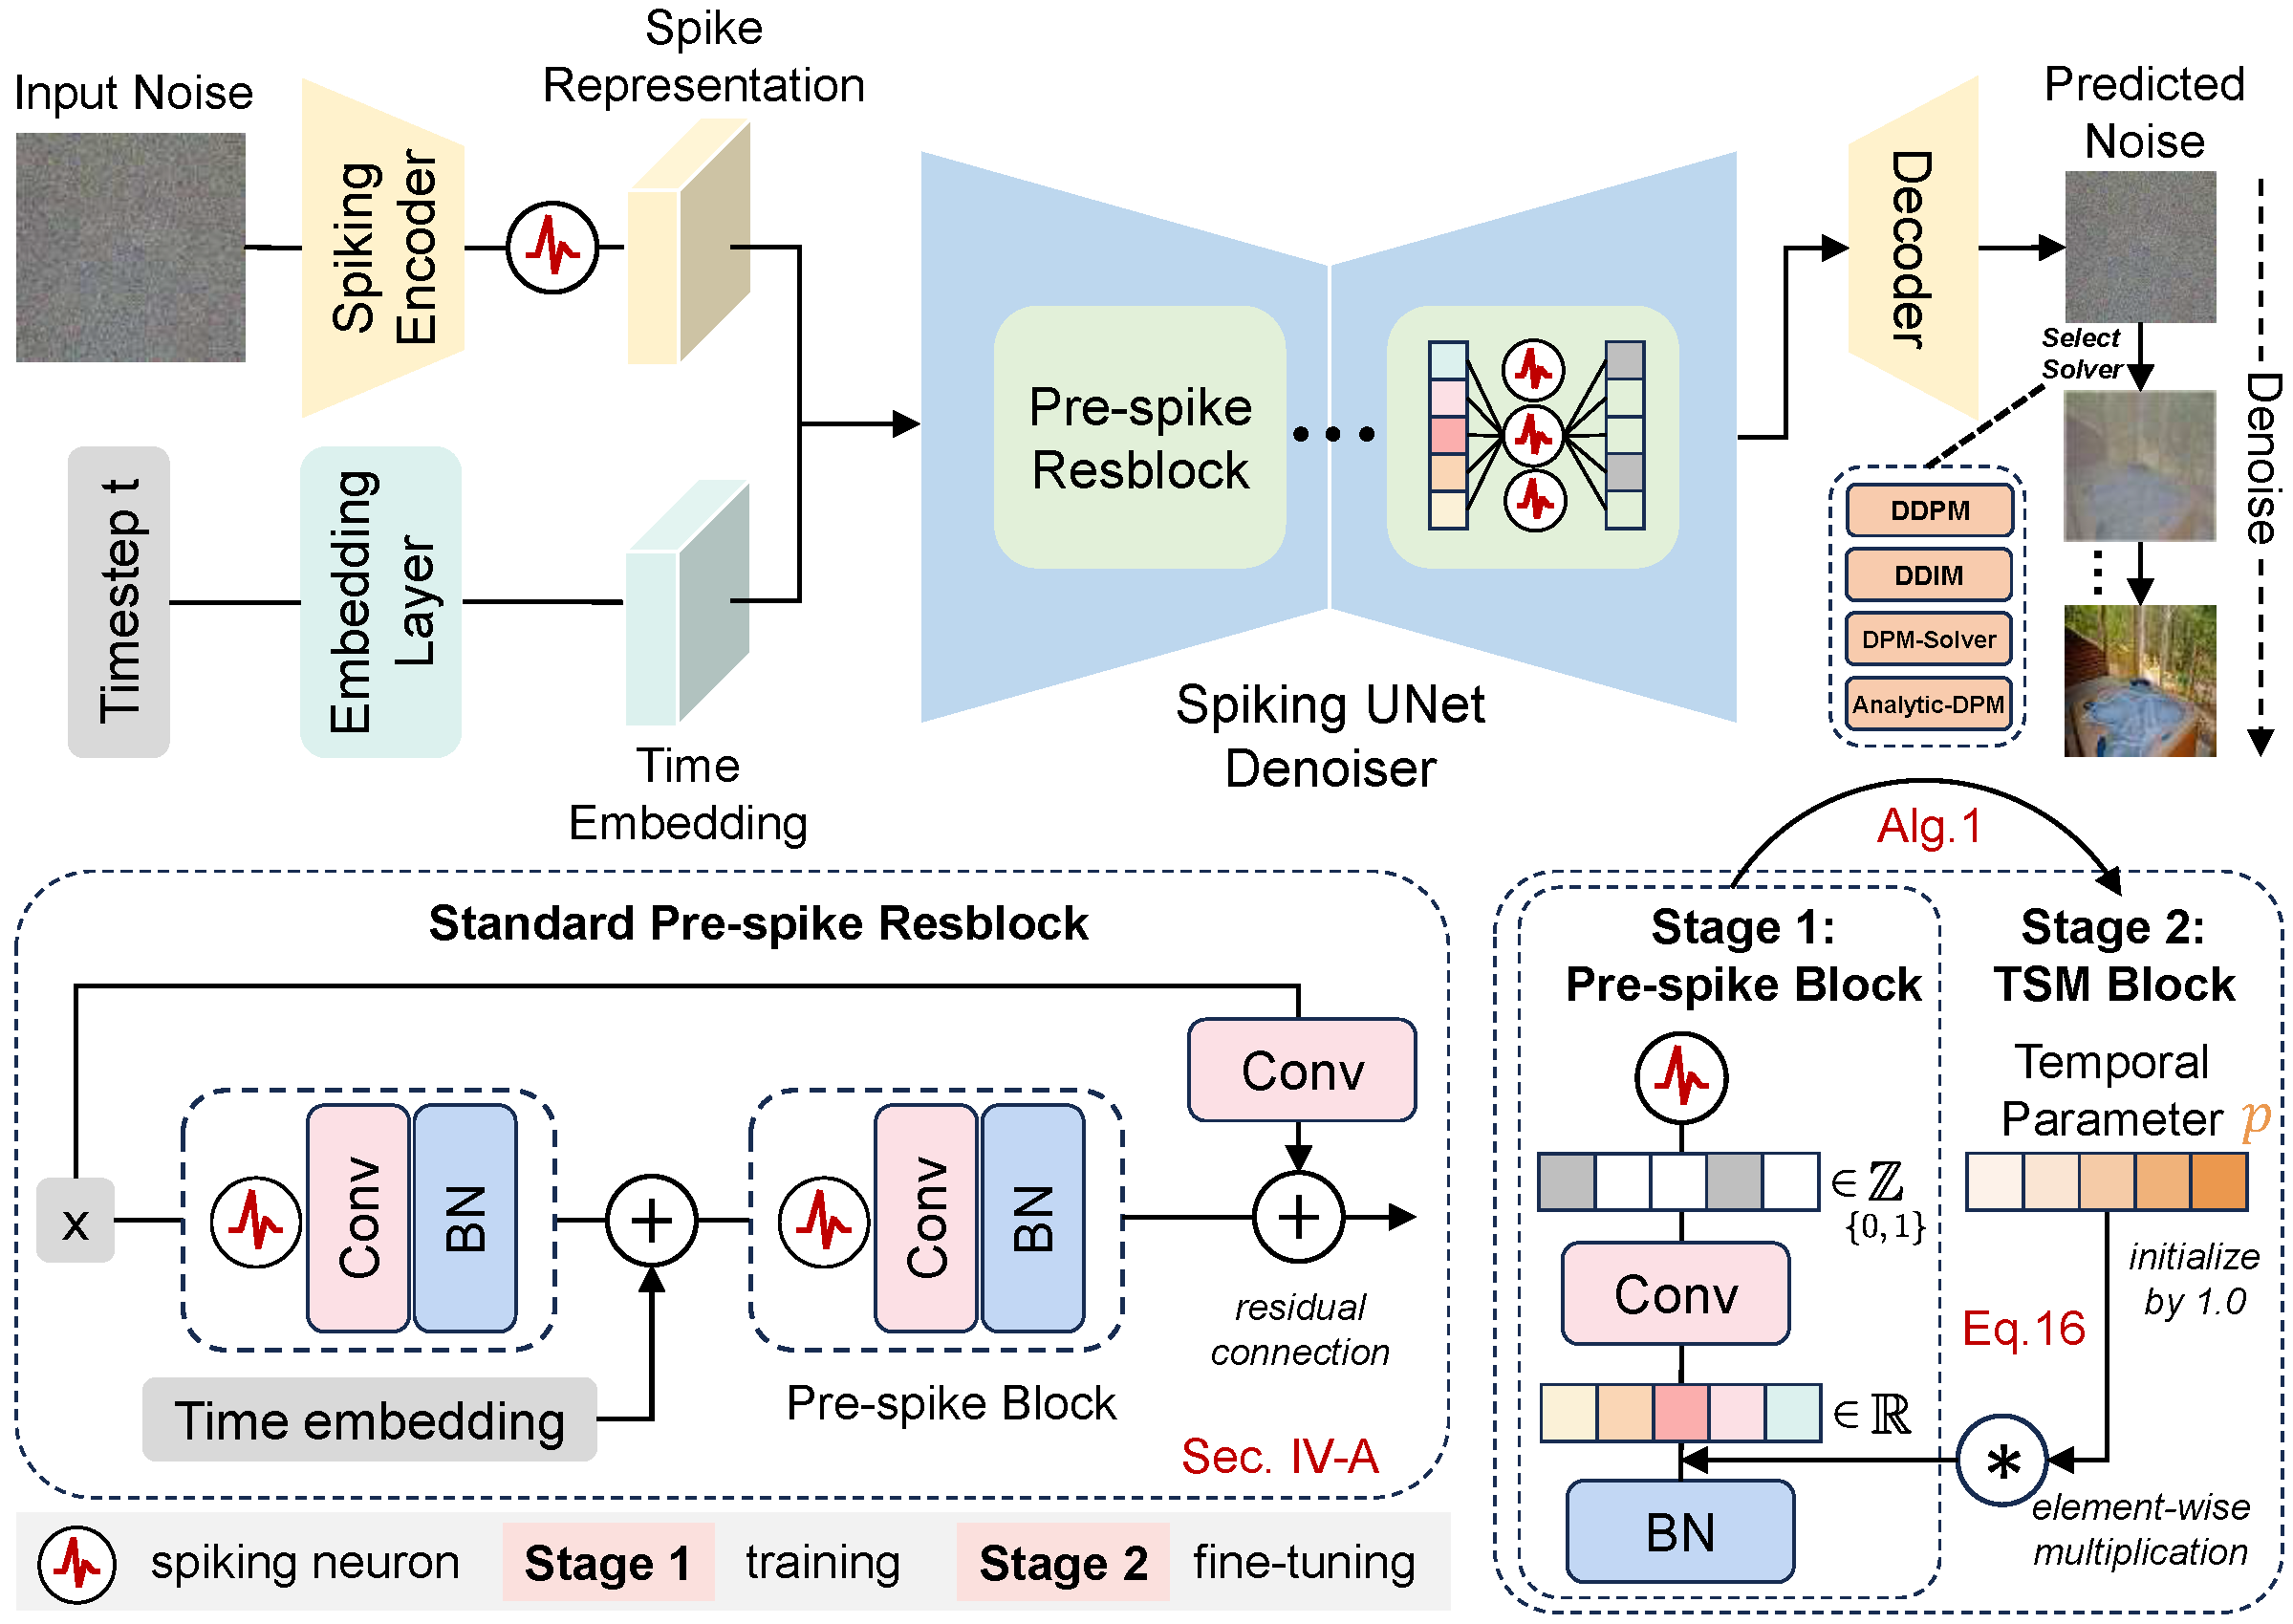 Input Noise
Spiking
Encoder
Spike
Representation
Timestep t
Embedding
Layer
Time
Embedding
Pre-spike
Resblock
Spiking UNet
Denoiser
Decoder
Predicted
Noise
Select
Solver
DDPM
DDIM
DPM-Solver
Analytic-DPM
Denoise
Standard Pre-spike Resblock
x
Conv
BN
+
Conv
BN
Conv
+
residual
connection
Time embedding
Pre-spike Block
Sec. IV-A
Alg.1
Stage 1:
Pre-spike Block
∈ ℤ
{0, 1}
Conv
∈ ℝ
BN
Stage 2:
TSM Block
Temporal
Parameter p
initialize
by 1.0
Eq.16
*
element-wise
multiplication
spiking neuron
Stage 1
training
Stage 2
fine-tuning